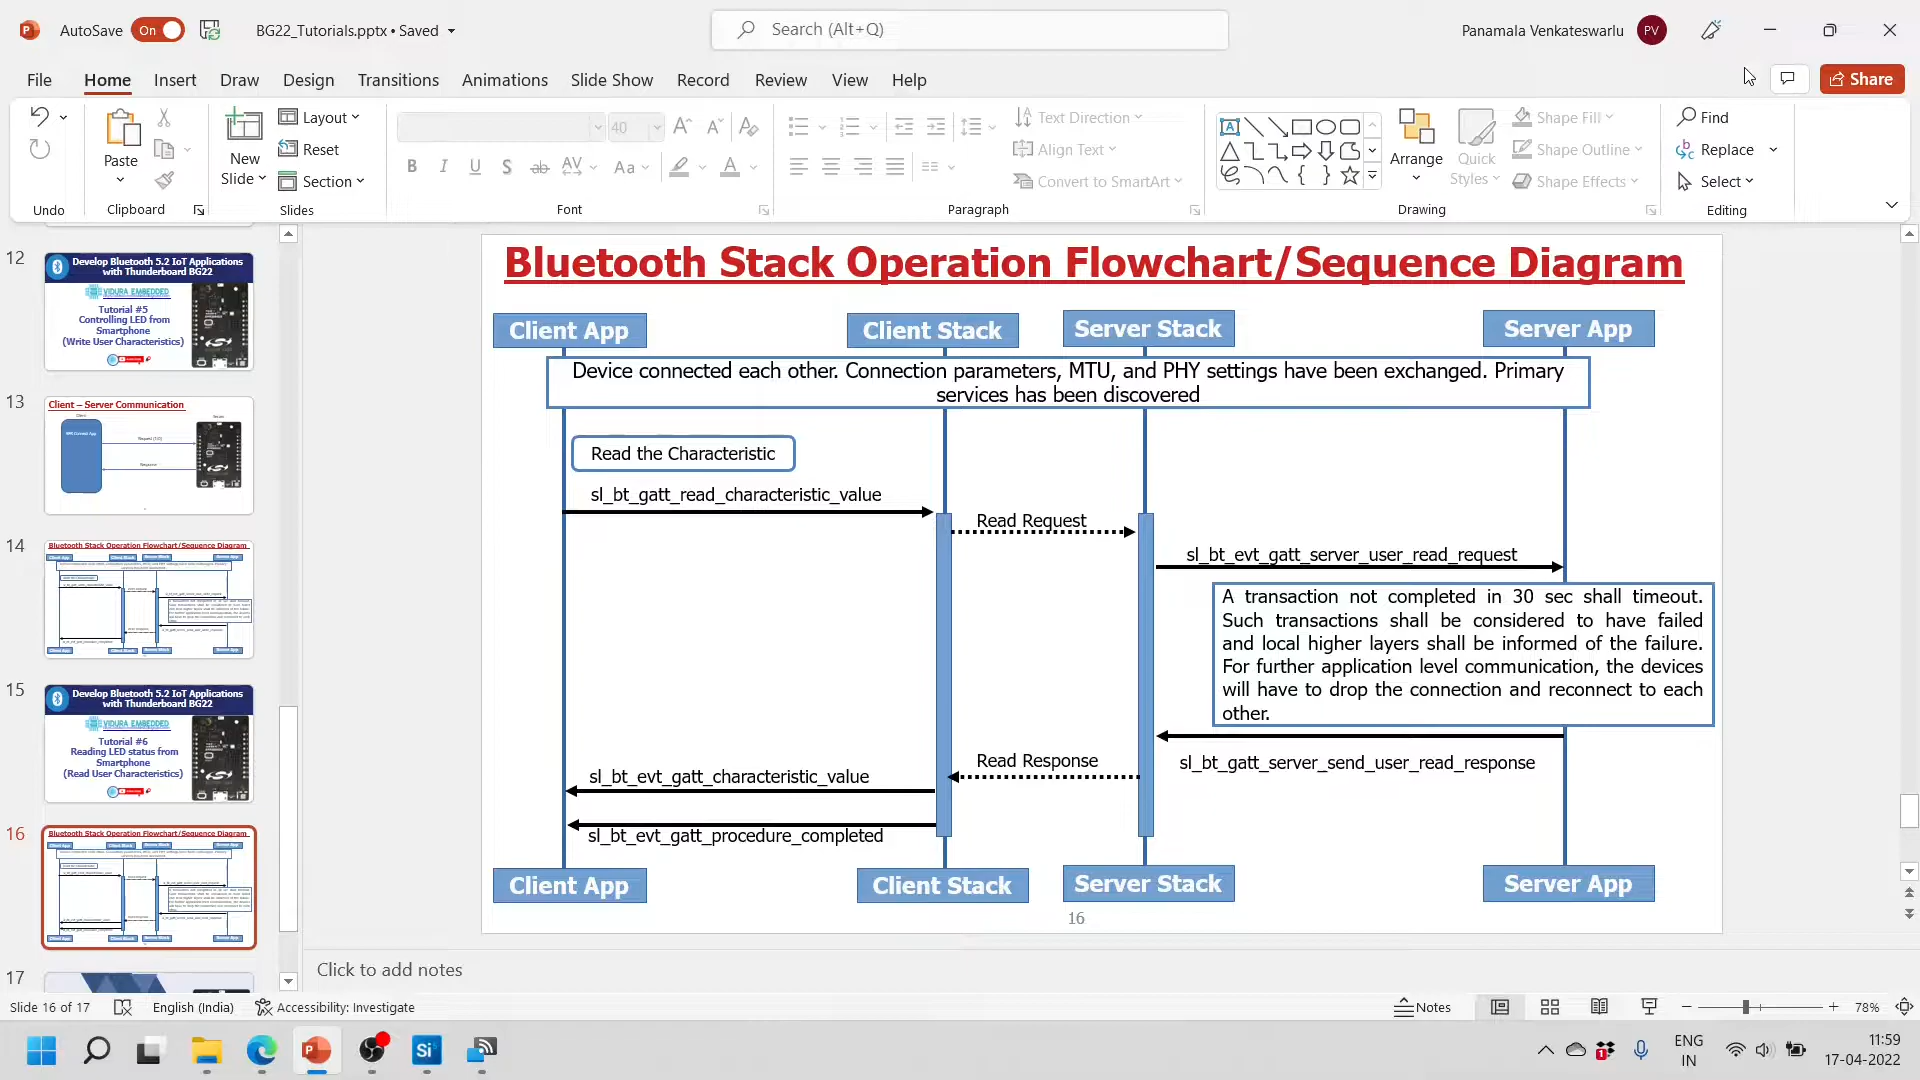 AutoSave On BG22_Tutorials.pptx • Saved
Search (Alt+Q)
Panamala Venkateswarlu PV
File Home Insert Draw Design Transitions Animations Slide Show Record Review View Help
Share
Undo
Paste
Clipboard
New
Slide
Layout
Reset
Section
Slides
40
B I U S ab AV Aa A
Font
Text Direction
Align Text
Convert to SmartArt
Paragraph
Arrange
Quick
Styles
Shape Fill
Shape Outline
Shape Effects
Drawing
Find
Replace
Select
Editing
12
Develop Bluetooth 5.2 IoT Applications
with Thunderboard BG22
VIDURA EMBEDDED
Tutorial #5
Controlling LED from
Smartphone
(Write User Characteristics)
13
Client – Server Communication
Response
14
Bluetooth Stack Operation Flowchart/Sequence Diagram
15
Develop Bluetooth 5.2 IoT Applications
with Thunderboard BG22
VIDURA EMBEDDED
Tutorial #6
Reading LED status from
Smartphone
(Read User Characteristics)
16
Bluetooth Stack Operation Flowchart/Sequence Diagram
17
Bluetooth Stack Operation Flowchart/Sequence Diagram
Client App
Client Stack
Server Stack
Server App
Device connected each other. Connection parameters, MTU, and PHY settings have been exchanged. Primary
services has been discovered
Read the Characteristic
sl_bt_gatt_read_characteristic_value
Read Request
sl_bt_evt_gatt_server_user_read_request
A transaction not completed in 30 sec shall timeout.
Such transactions shall be considered to have failed
and local higher layers shall be informed of the failure.
For further application level communication, the devices
will have to drop the connection and reconnect to each
other.
sl_bt_gatt_server_send_user_read_response
Read Response
sl_bt_evt_gatt_characteristic_value
sl_bt_evt_gatt_procedure_completed
Client App
Client Stack
Server Stack
Server App
16
Click to add notes
Slide 16 of 17
English (India)
Accessibility: Investigate
Notes
78%
Si
1
ENG
IN
11:59
17-04-2022